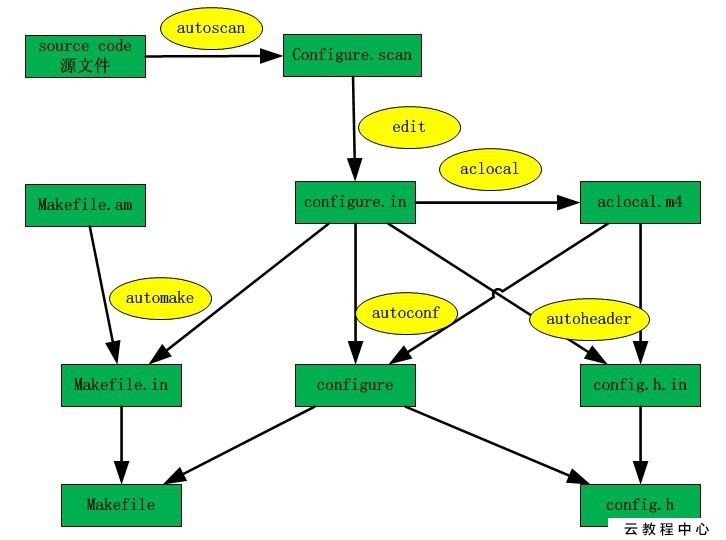 autoscan
source code
源文件
Configure.scan
edit
aclocal
Makefile.am
configure.in
aclocal.m4
automake
autoconf
autoheader
Makefile.in
configure
config.h.in
Makefile
config.h
云教程中心